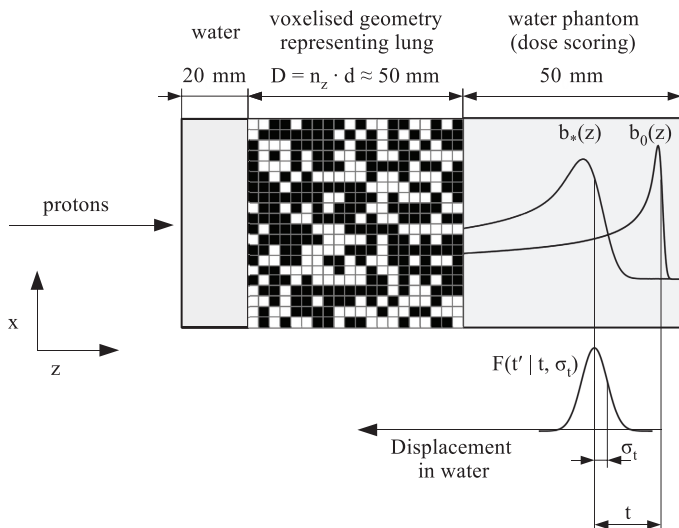 water
voxelised geometry
representing lung
water phantom
(dose scoring)
20 mm
D = n_z · d ≈ 50 mm
50 mm
b_*(z)
b_0(z)
protons
x
z
F(t′ | t, σ_t)
Displacement
in water
σ_t
t